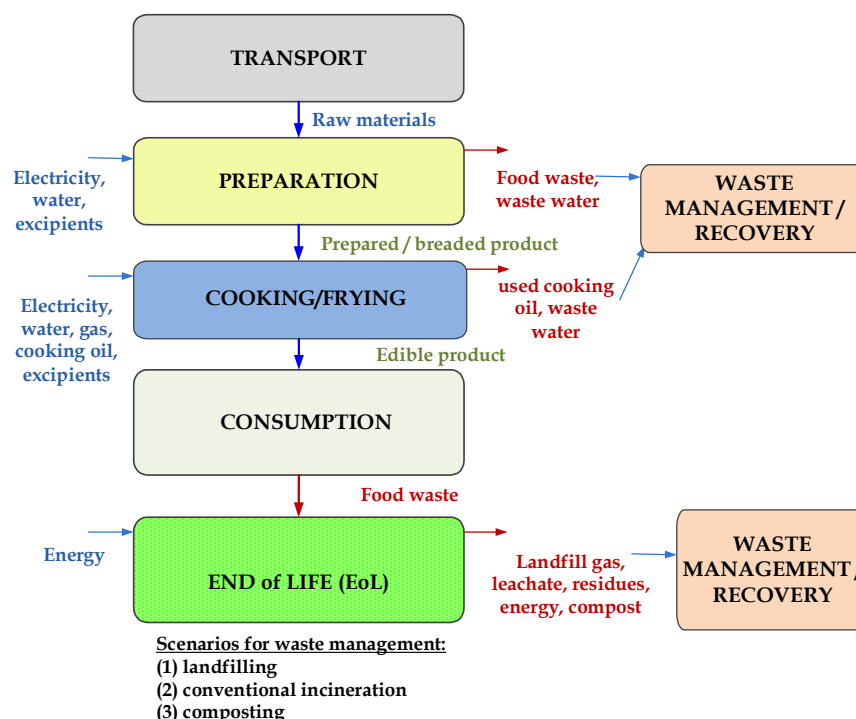 TRANSPORT
Raw materials
Electricity,
water,
excipients
PREPARATION
Food waste,
waste water
WASTE
MANAGEMENT /
RECOVERY
Prepared / breaded product
Electricity,
water, gas,
cooking oil,
excipients
COOKING/FRYING
used cooking
oil, waste
water
Edible product
CONSUMPTION
Food waste
Energy
END of LIFE (EoL)
Landfill gas,
leachate, residues,
energy, compost
WASTE
MANAGEMENT /
RECOVERY
Scenarios for waste management:
(1) landfilling
(2) conventional incineration
(3) composting